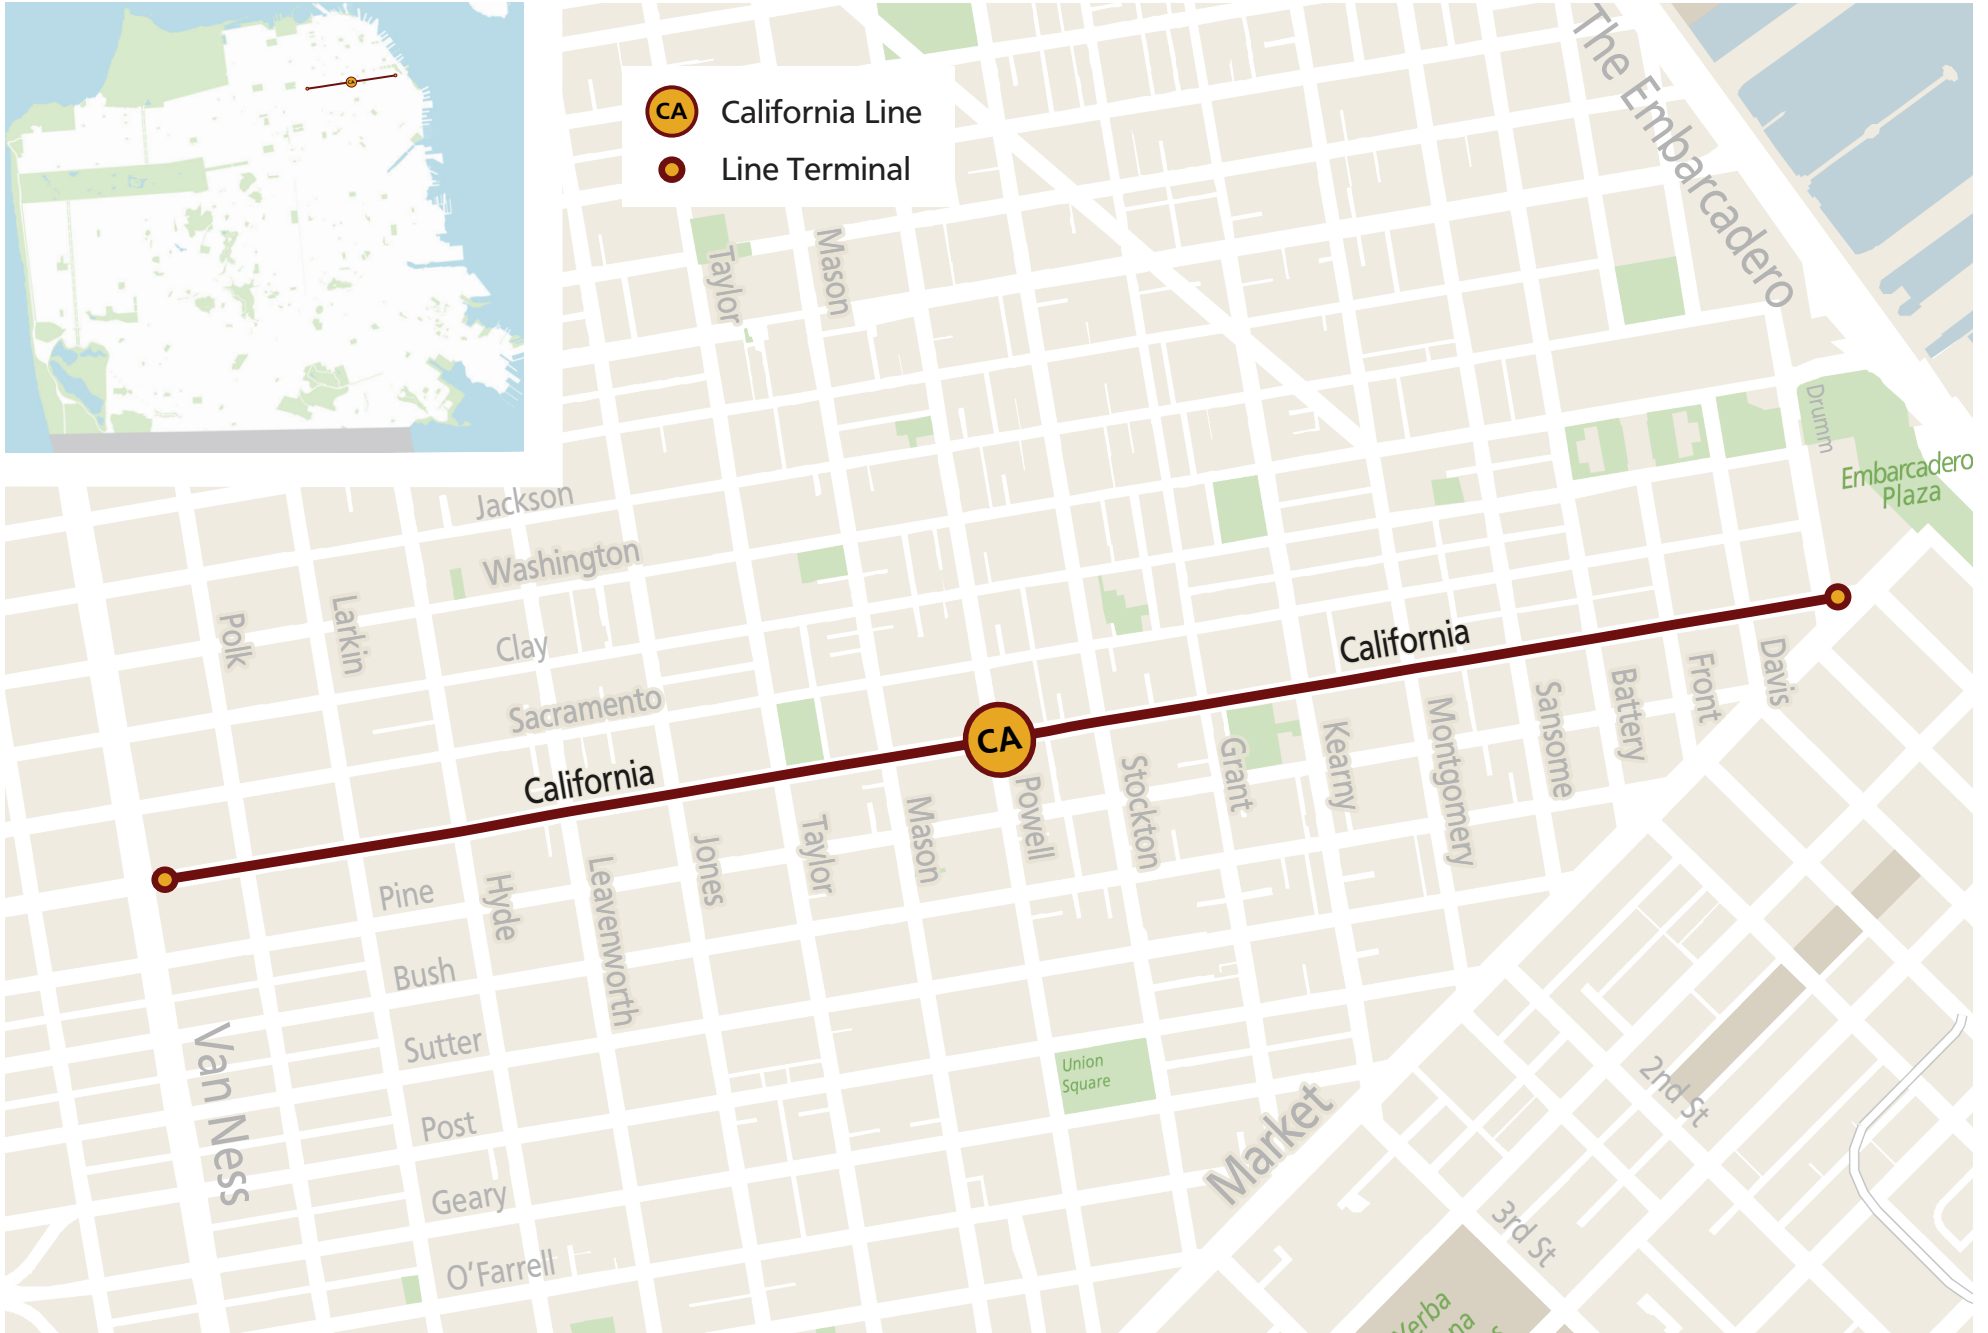 CA
CA
California Line
Line Terminal
The Embarcadero
Taylor
Mason
Drumm
Embarcadero
Plaza
Jackson
Washington
Polk
Larkin
Clay
Sacramento
California
California
CA
Davis
Front
Battery
Sansome
Montgomery
Kearny
Grant
Stockton
Powell
Mason
Taylor
Jones
Leavenworth
Hyde
Pine
Bush
Sutter
Post
Geary
O'Farrell
Van Ness
Union
Square
Market
2nd St
3rd St